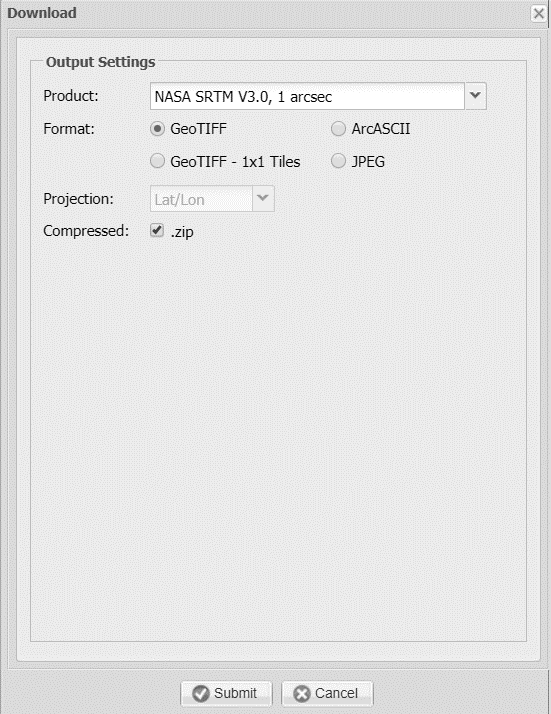 Download
Output Settings
Product: NASA SRTM V3.0, 1 arcsec
Format: GeoTIFF ArcASCII
GeoTIFF - 1x1 Tiles JPEG
Projection: Lat/Lon
Compressed: .zip
Submit Cancel